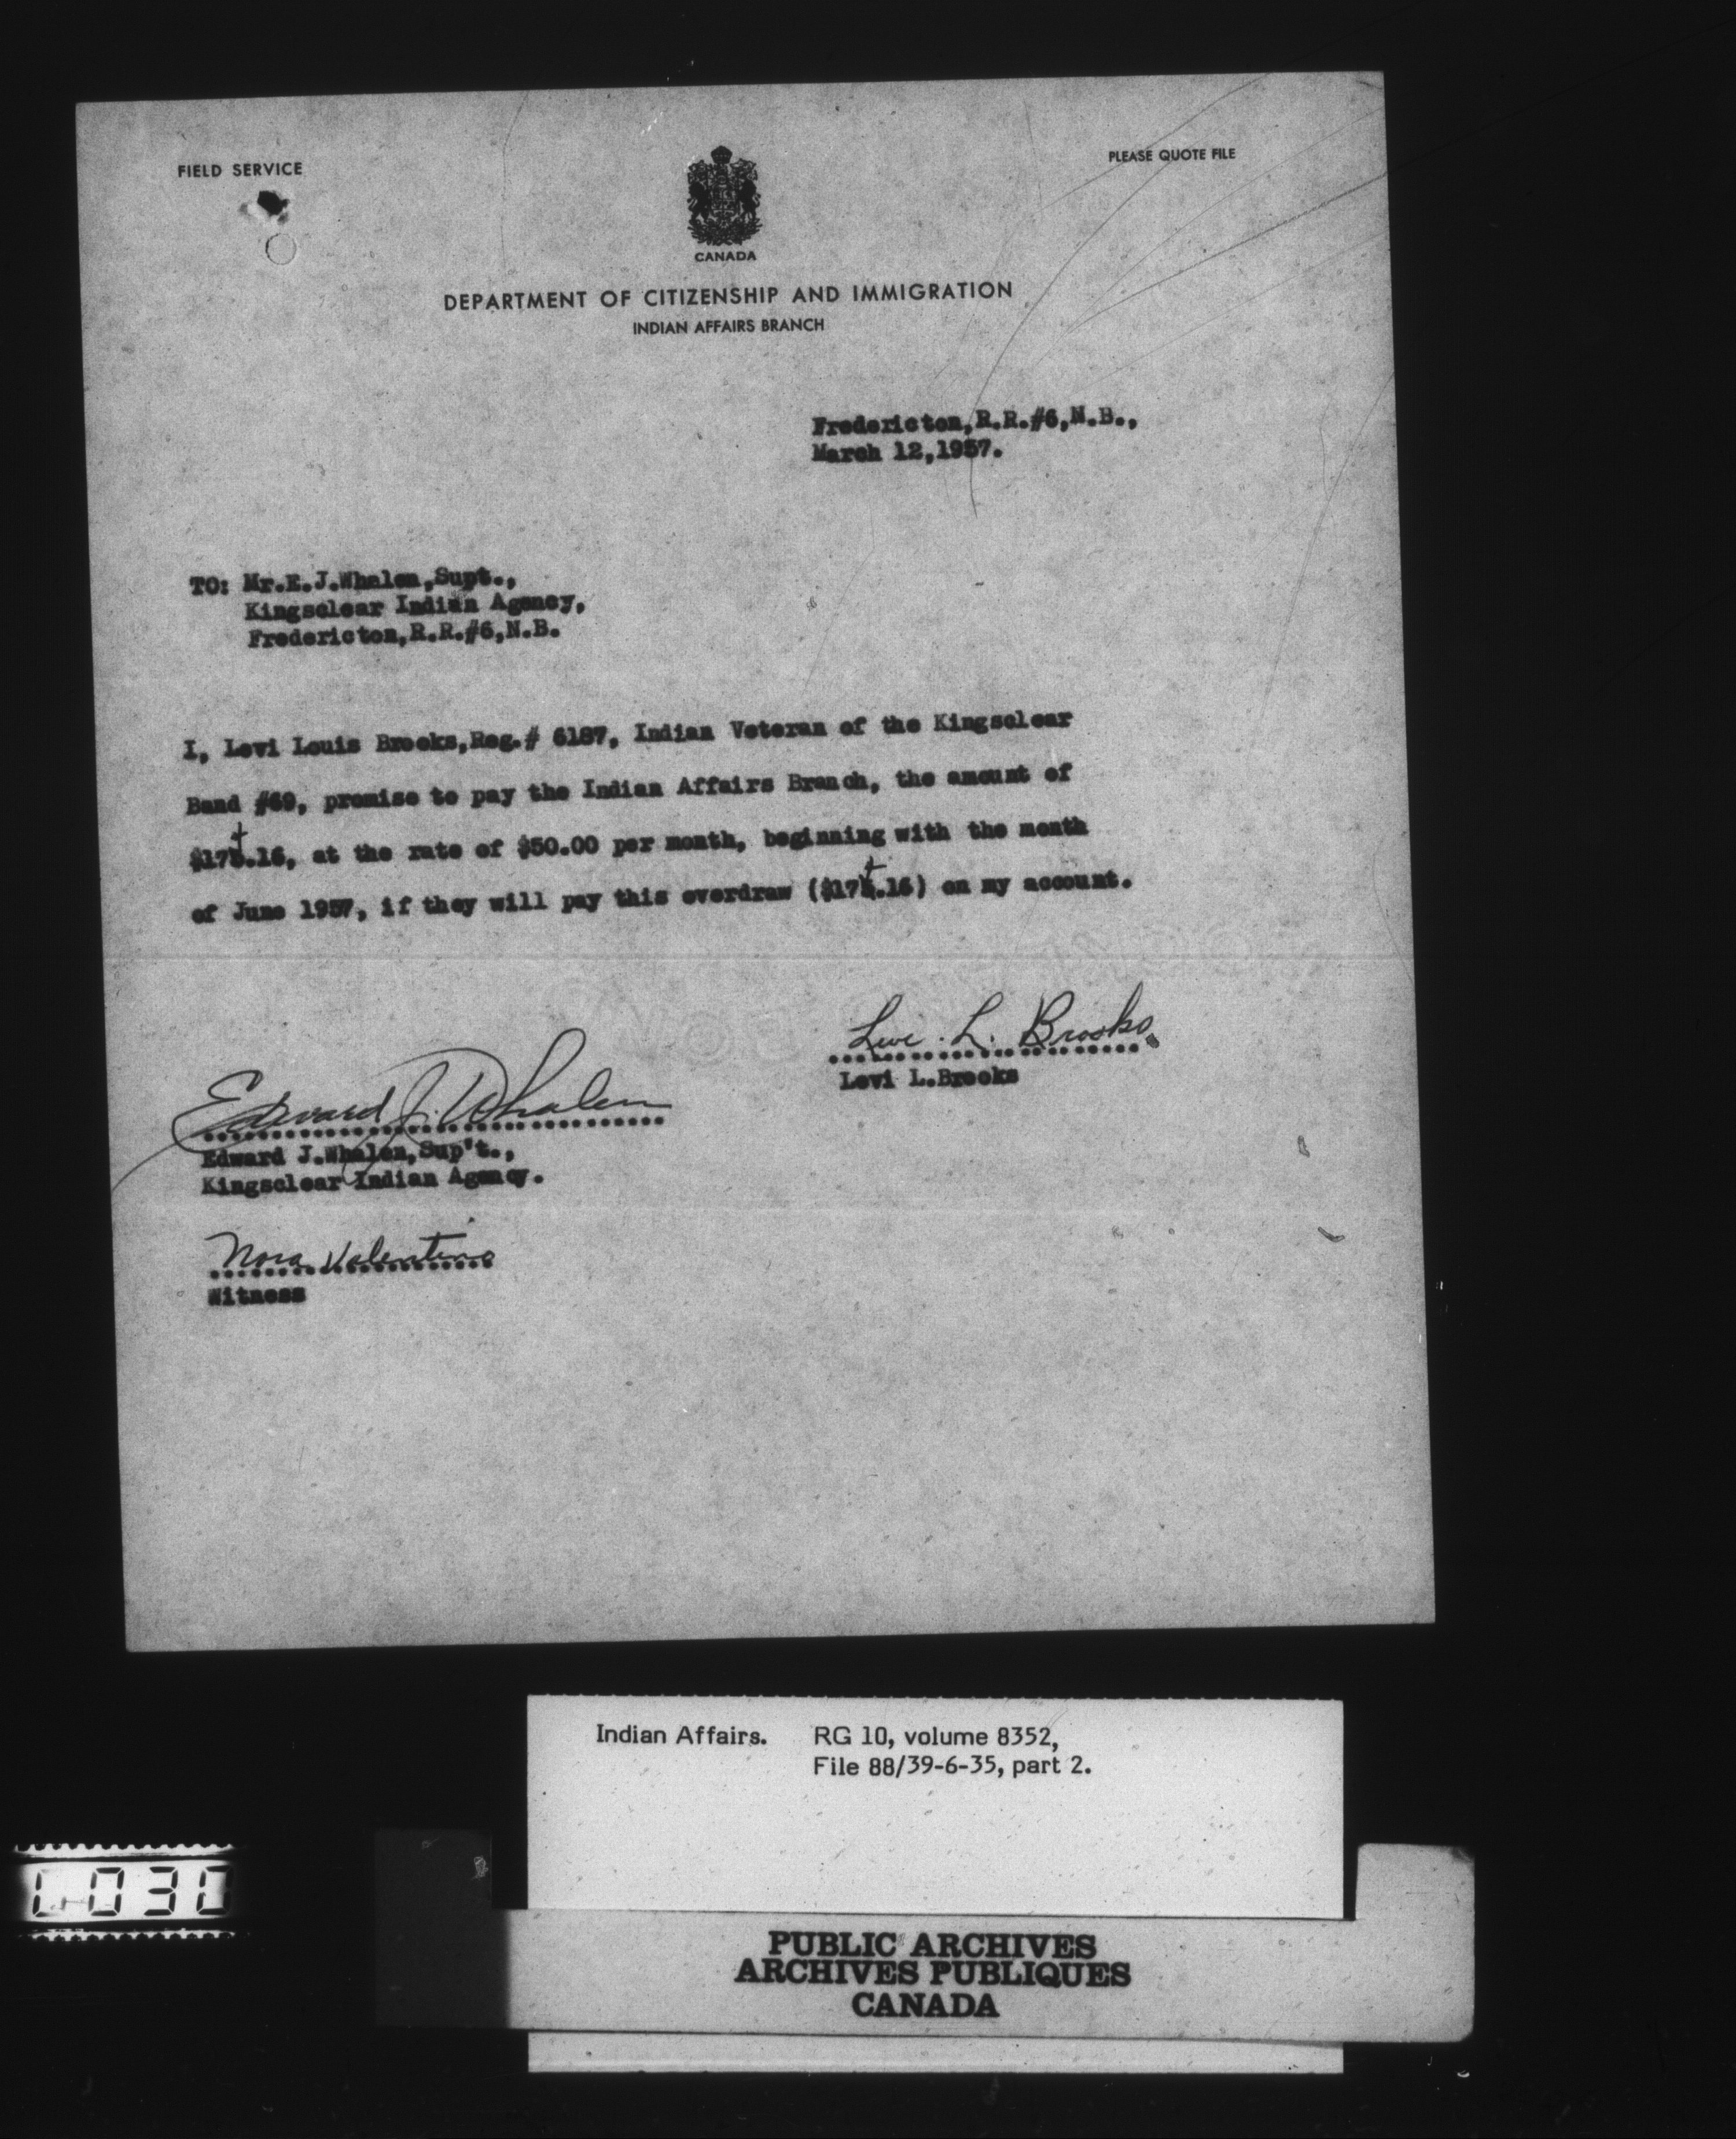 FIELD SERVICE
PLEASE QUOTE FILE
CANADA
DEPARTMENT OF CITIZENSHIP AND IMMIGRATION
INDIAN AFFAIRS BRANCH
Fredericton,R.R.#6,N.B.,
March 12,1957.
TO: Mr.E.J.Whalen,Supt.,
Kingsclear Indian Agency,
Fredericton,R.R.#6,N.B.
I, Levi Louis Brooks,Reg.# 6187, Indian Veteran of the Kingsclear
Band #69, promise to pay the Indian Affairs Branch, the amount of
at the rate of $50.00 per month, beginning with the month
of June 1957, if they will pay this overdraw on my account.
Levi L. Brooks
Levi L.Brooks
Edward J. Whalen
Edward J.Whalen,Sup't.,
Kingsclear Indian Agency.
Nora Valentino
Witness
Indian Affairs. RG 10, volume 8352,
File 88/39-6-35, part 2.
030
PUBLIC ARCHIVES
ARCHIVES PUBLIQUES
CANADA